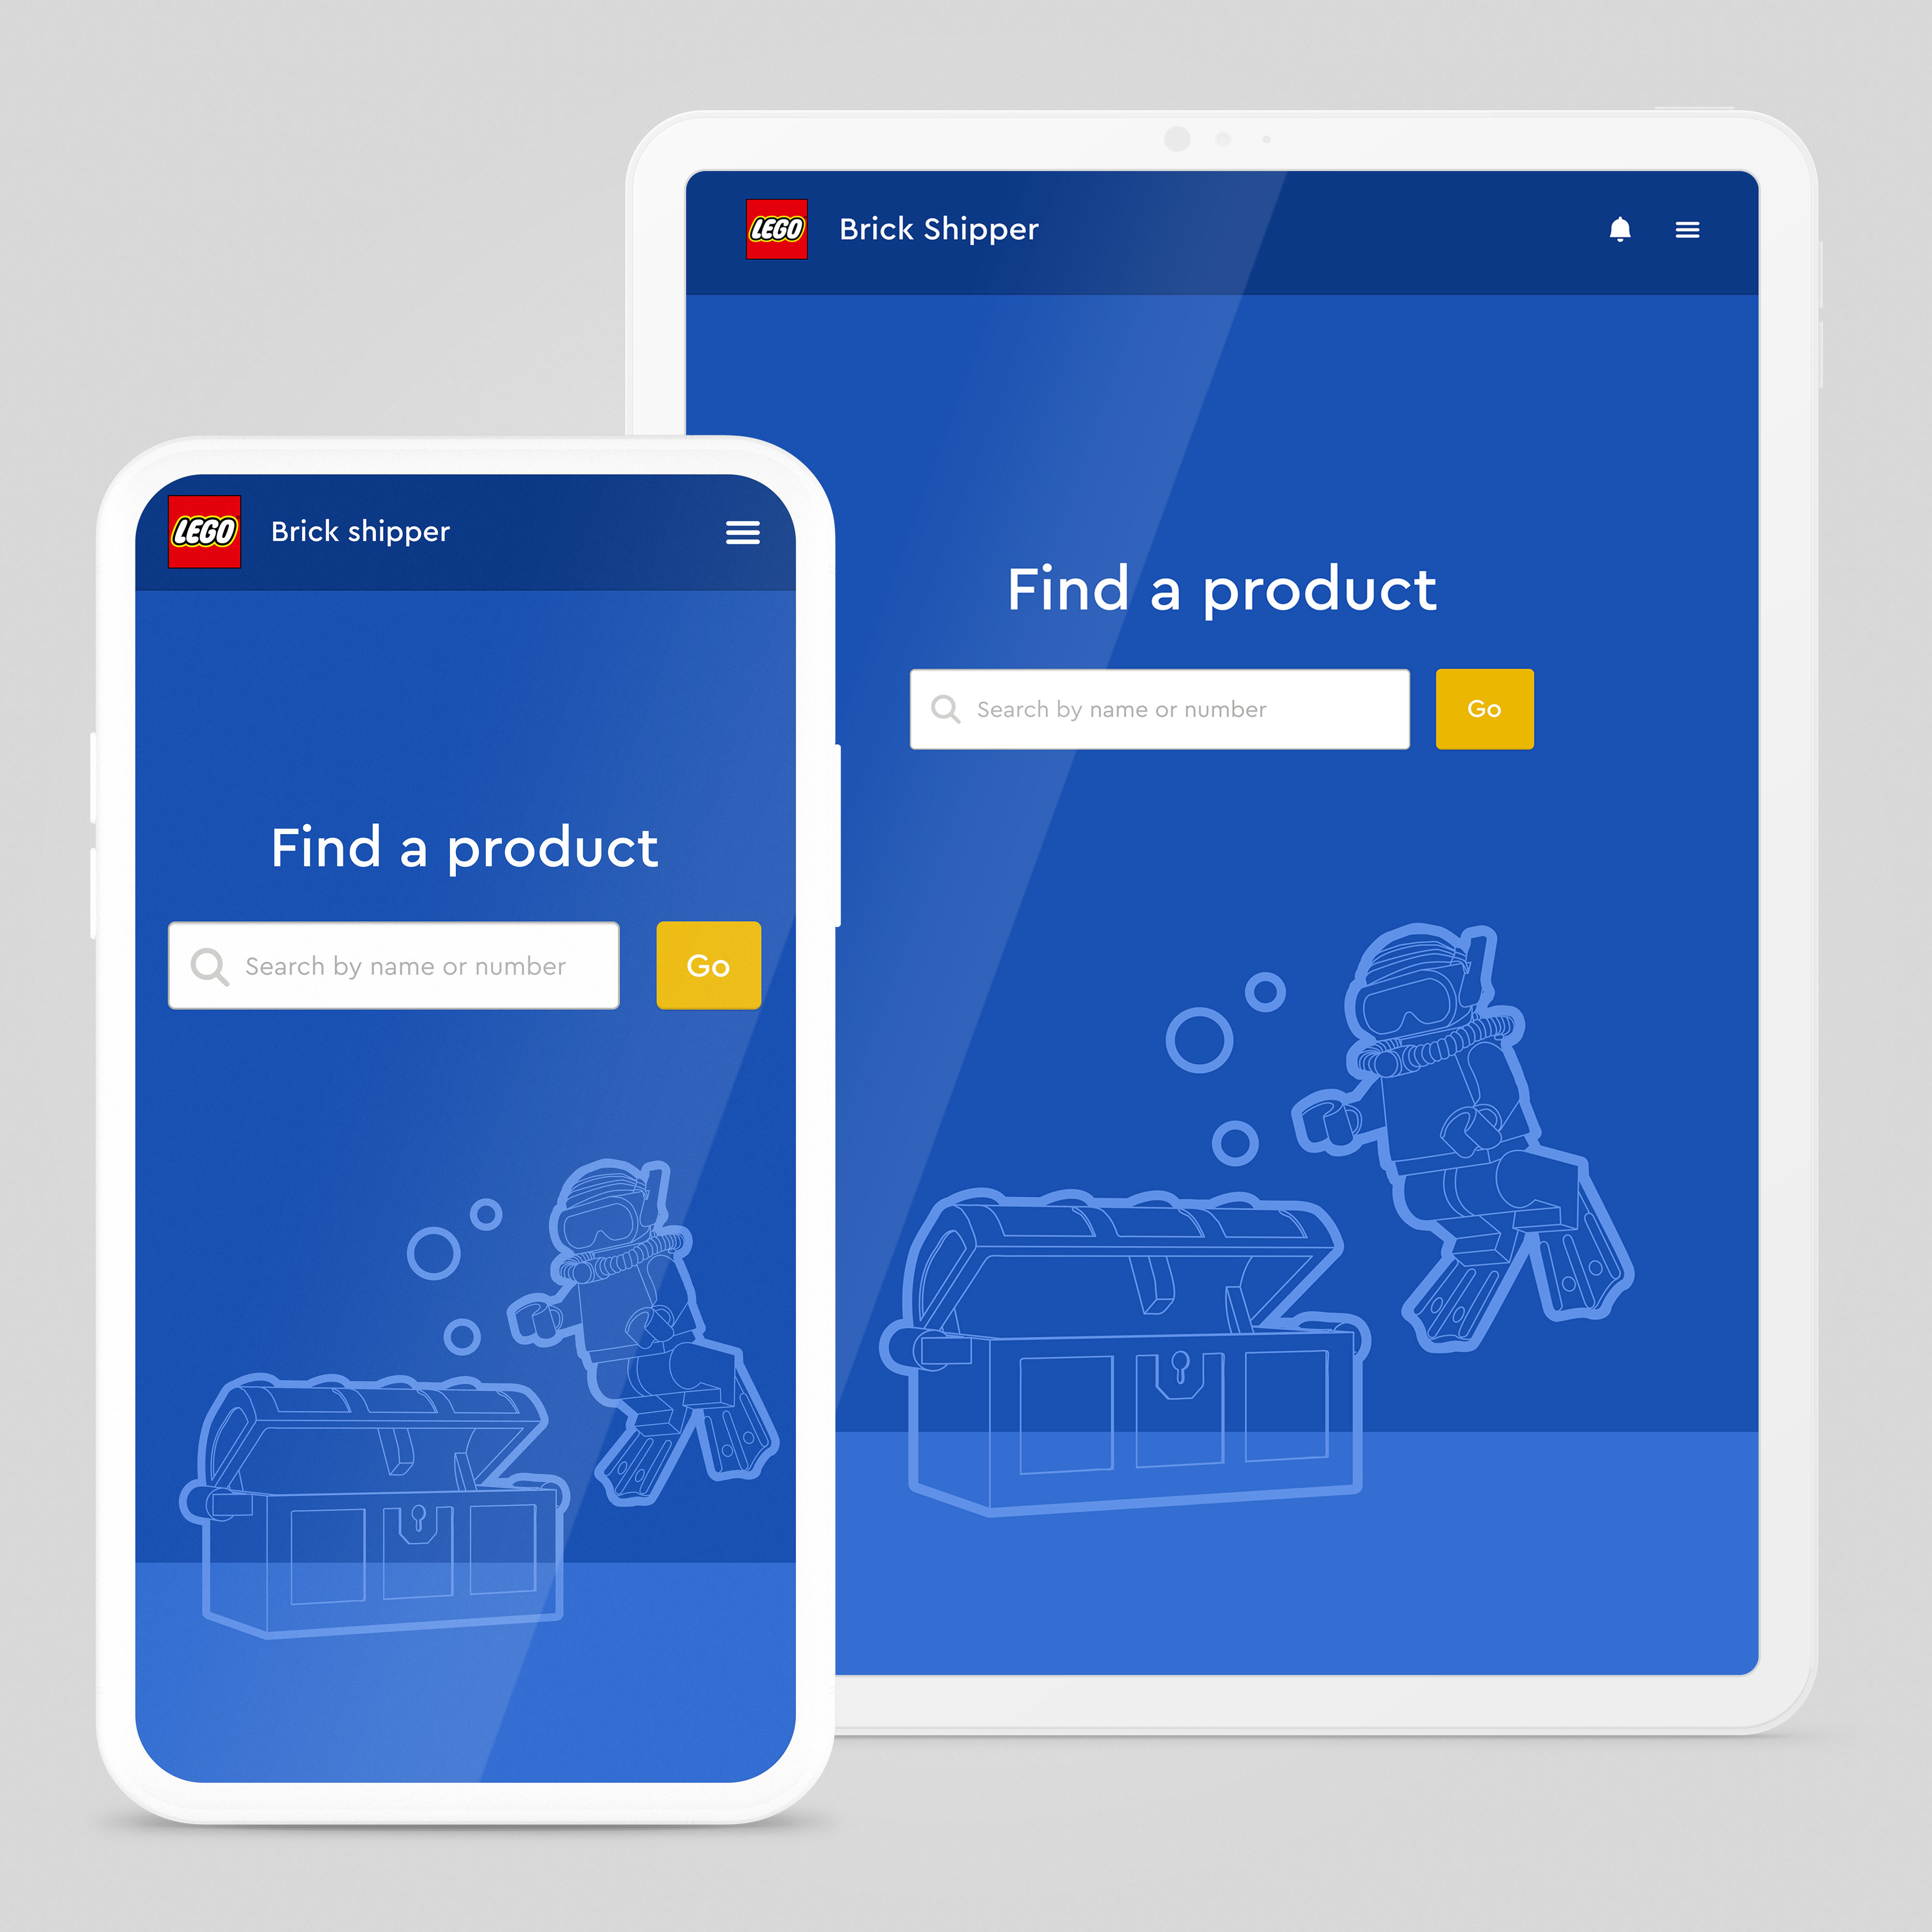 LEGO
Brick Shipper
Find a product
Search by name or number
Go
LEGO
Brick shipper
Find a product
Search by name or number
Go